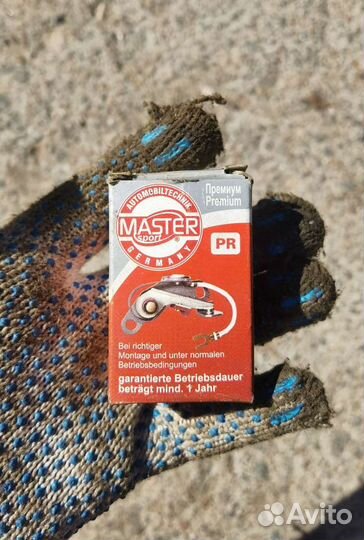 AUTOMOBILTECHNIK
MASTER
sport
GERMANY
Премиум
Premium
PR
Bei richtiger
Montage und unter normalen
Betriebsbedingungen
garantierte Betriebsdauer
beträgt mind. 1 Jahr
Avito